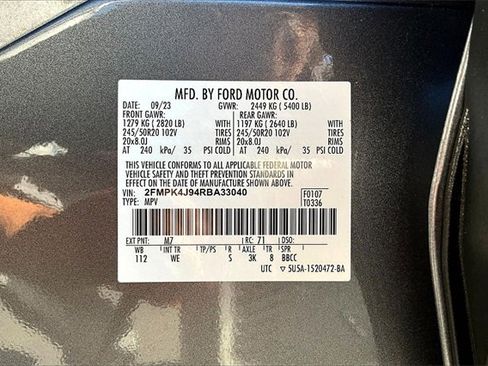 MFD. BY FORD MOTOR CO.
DATE: 09/23 GVWR: 2449 KG ( 5400 LB)
FRONT GAWR: REAR GAWR:
1279 KG ( 2820 LB) 1197 KG ( 2640 LB)
245/50R20 102V TIRES 245/50R20 102V TIRES
20x8.0J RIMS 20x8.0J RIMS
AT 240 kPa/ 35 PSI COLD AT 240 kPa/ 35 PSI COLD
THIS VEHICLE CONFORMS TO ALL APPLICABLE FEDERAL MOTOR
VEHICLE SAFETY AND THEFT PREVENTION STANDARDS IN
EFFECT ON THE DATE OF MANUFACTURE SHOWN ABOVE.
VIN: 2FMPK4J94RBA33040 F0107
TYPE: MPV T0336
EXT PNT: M7 RC: 71 DSO:
WB INT TR TP/PS R AXLE TR SPR
112 WE S 3K 8 BBCC
UTC ▽ 5U5A-1520472-BA